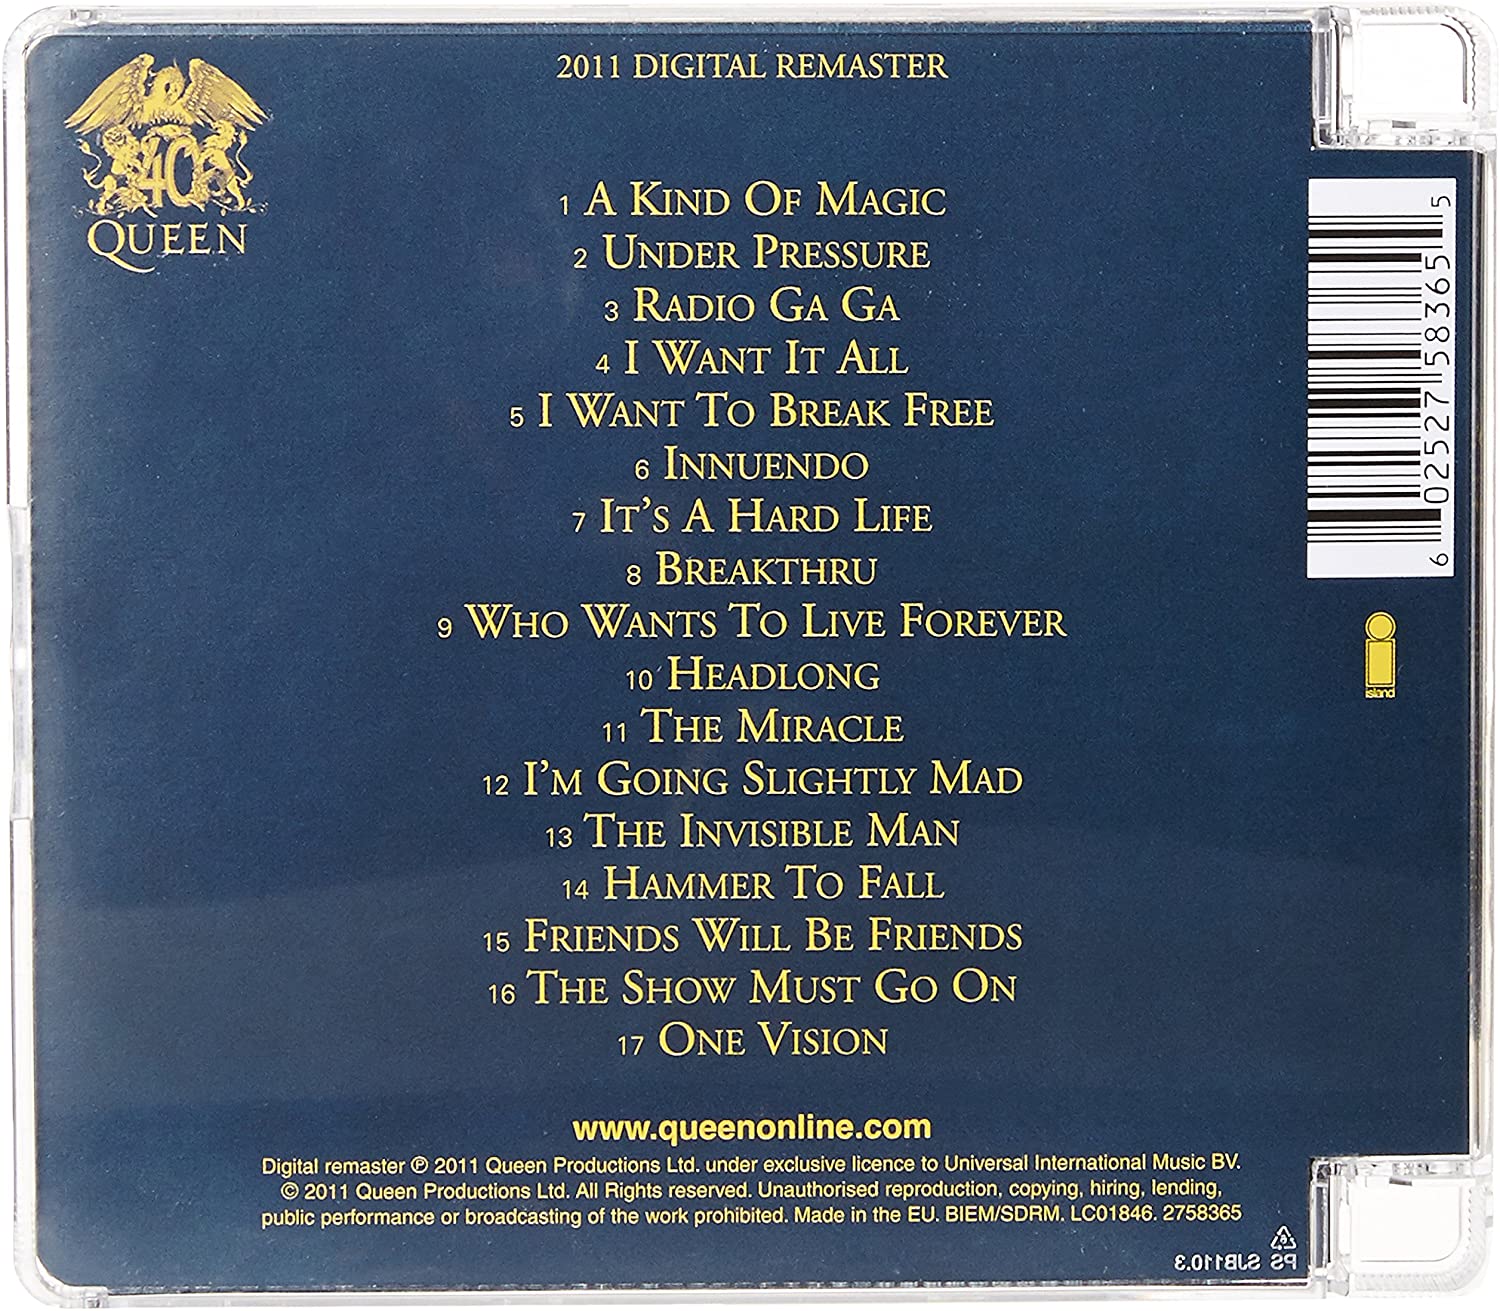 2011 DIGITAL REMASTER
40
QUEEN
1 A KIND OF MAGIC
2 UNDER PRESSURE
3 RADIO GA GA
4 I WANT IT ALL
5 I WANT TO BREAK FREE
6 INNUENDO
7 IT'S A HARD LIFE
8 BREAKTHRU
9 WHO WANTS TO LIVE FOREVER
10 HEADLONG
11 THE MIRACLE
12 I'M GOING SLIGHTLY MAD
13 THE INVISIBLE MAN
14 HAMMER TO FALL
15 FRIENDS WILL BE FRIENDS
16 THE SHOW MUST GO ON
17 ONE VISION
6 02527 58365 5
island
www.queenonline.com
Digital remaster ℗ 2011 Queen Productions Ltd. under exclusive licence to Universal International Music BV.
© 2011 Queen Productions Ltd. All Rights reserved. Unauthorised reproduction, copying, hiring, lending,
public performance or broadcasting of the work prohibited. Made in the EU. BIEM/SDRM. LC01846. 2758365
6
PS SJB110.3